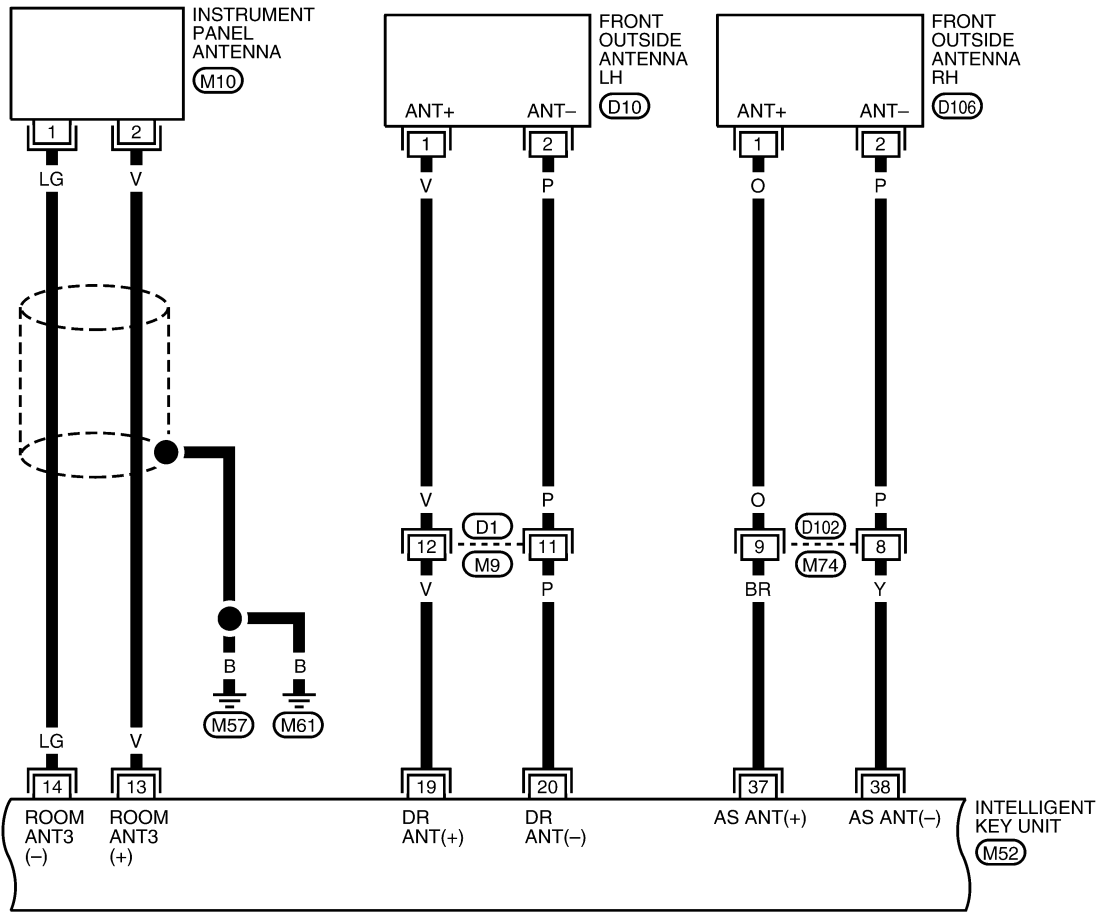 INSTRUMENT
PANEL
ANTENNA
M10
1
2
LG
V
FRONT
OUTSIDE
ANTENNA
LH
D10
ANT+
ANT–
1
2
V
P
FRONT
OUTSIDE
ANTENNA
RH
D106
ANT+
ANT–
1
2
O
P
V
P
O
P
12
D1
M9
11
9
D102
M74
8
V
P
BR
Y
B
B
M57
M61
LG
V
14
13
19
20
37
38
ROOM
ANT3
(–)
ROOM
ANT3
(+)
DR
ANT(+)
DR
ANT(–)
AS ANT(+)
AS ANT(–)
INTELLIGENT
KEY UNIT
M52